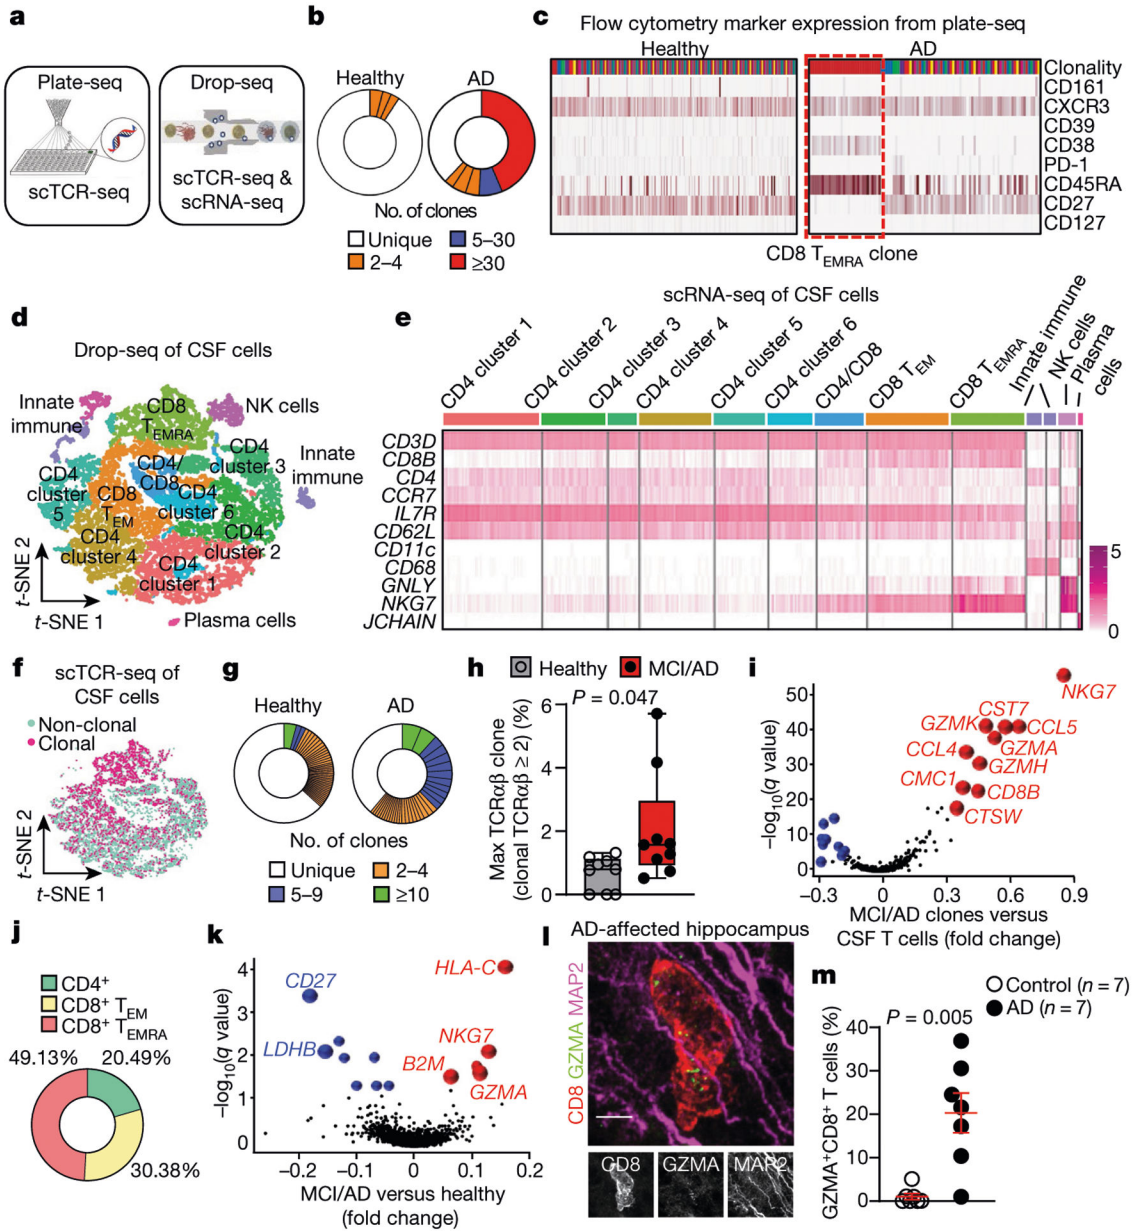 a
Plate-seq
scTCR-seq
Drop-seq
scTCR-seq &
scRNA-seq
b
Healthy
AD
No. of clones
Unique
5–30
2–4
≥30
c
Flow cytometry marker expression from plate-seq
Healthy
AD
Clonality
CD161
CXCR3
CD39
CD38
PD-1
CD45RA
CD27
CD127
CD8 TEMRA clone
d
Drop-seq of CSF cells
Innate
immune
CD8
TEMRA
NK cells
CD4
cluster 3
Innate
immune
CD4/
CD8
CD4
cluster
5
CD8
TEM
CD4
cluster 6
CD4
cluster 4
CD4
cluster 2
CD4
cluster 1
t-SNE 2
t-SNE 1
Plasma cells
e
scRNA-seq of CSF cells
CD4 cluster 1
CD4 cluster 2
CD4 cluster 3
CD4 cluster 4
CD4 cluster 5
CD4 cluster 6
CD4/CD8
CD8 TEM
CD8 TEMRA
Innate immune
NK cells
Plasma
cells
CD3D
CD8B
CD4
CCR7
IL7R
CD62L
CD11c
CD68
GNLY
NKG7
JCHAIN
5
0
f
scTCR-seq of
CSF cells
Non-clonal
Clonal
t-SNE 2
t-SNE 1
g
Healthy
AD
No. of clones
Unique
2–4
5–9
≥10
h
Healthy
MCI/AD
P = 0.047
Max TCRαβ clone
(clonal TCRαβ ≥ 2) (%)
6
4
2
0
i
NKG7
CST7
GZMK
CCL5
GZMA
CCL4
GZMH
CMC1
CD8B
CTSW
–log10(q value)
50
40
30
20
10
0
–0.3
0
0.3
0.6
0.9
MCI/AD clones versus
CSF T cells (fold change)
j
CD4+
CD8+ TEM
CD8+ TEMRA
49.13%
20.49%
30.38%
k
–log10(q value)
4
3
2
1
0
CD27
HLA-C
LDHB
NKG7
B2M
GZMA
–0.2
–0.1
0
0.1
0.2
MCI/AD versus healthy
(fold change)
l
AD-affected hippocampus
CD8 GZMA MAP2
CD8
GZMA
MAP2
m
Control (n = 7)
AD (n = 7)
P = 0.005
GZMA+CD8+ T cells (%)
40
30
20
10
0